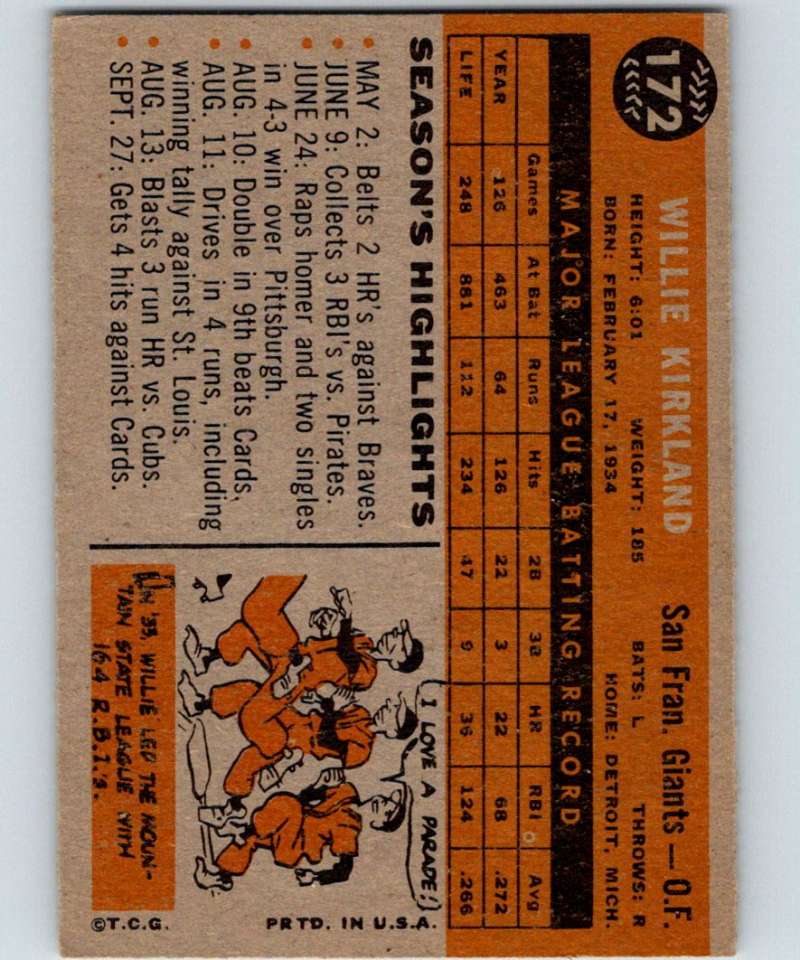 172
WILLIE KIRKLAND San Fran. Giants — O.F.
HEIGHT: 6:01 WEIGHT: 185 BATS: L THROWS: R
BORN: FEBRUARY 17, 1934 HOME: DETROIT, MICH.
MAJOR LEAGUE BATTING RECORD
Games At Bat Runs Hits 2B 3B HR RBI Avg
YEAR 126 463 64 126 22 3 22 68 .272
LIFE 248 881 112 234 47 9 36 124 .266
SEASON'S HIGHLIGHTS
• MAY 2: Belts 2 HR's against Braves.
• JUNE 9: Collects 3 RBI's vs. Pirates.
• JUNE 24: Raps homer and two singles
in 4-3 win over Pittsburgh.
• AUG. 10: Double in 9th beats Cards,
• AUG. 11: Drives in 4 runs, including
winning tally against St. Louis.
• AUG. 13: Blasts 3 run HR vs. Cubs.
• SEPT. 27: Gets 4 hits against Cards.
I LOVE A PARADE!
IN '53, WILLIE LED THE MOUN-
TAIN STATE LEAGUE WITH
164 R.B.I.'S.
©T.C.G. PRTD. IN U.S.A.